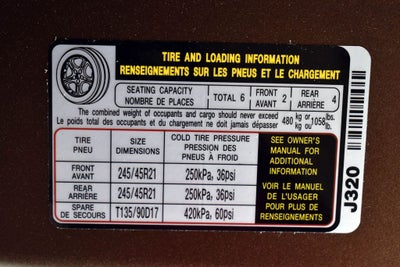 TIRE AND LOADING INFORMATION
RENSEIGNEMENTS SUR LES PNEUS ET LE CHARGEMENT
SEATING CAPACITY
NOMBRE DE PLACES
TOTAL 6
FRONT
AVANT 2
REAR
ARRIÈRE 4
The combined weight of occupants and cargo should never exceed
Le poids total des occupants et du chargement ne doit jamais dépasser
480 kg or 1058 lbs.
kg ou lb.
TIRE
PNEU
SIZE
DIMENSIONS
COLD TIRE PRESSURE
PRESSION DES
PNEUS À FROID
FRONT
AVANT
245/45R21
250kPa, 36psi
REAR
ARRIÈRE
245/45R21
250kPa, 36psi
SPARE
DE SECOURS
T135/90D17
420kPa, 60psi
SEE OWNER'S
MANUAL FOR
ADDITIONAL
INFORMATION
VOIR LE MANUEL
DE L'USAGER
POUR PLUS DE
RENSEIGNEMENTS
J320